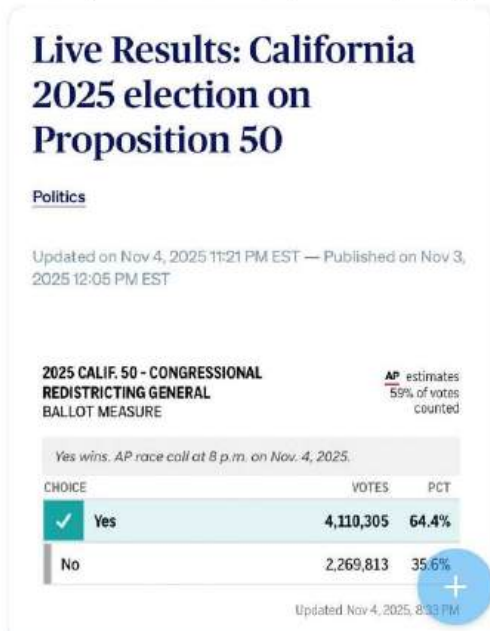 Live Results: California
2025 election on
Proposition 50
Politics
Updated on Nov 4, 2025 11:21 PM EST — Published on Nov 3,
2025 12:05 PM EST
2025 CALIF. 50 - CONGRESSIONAL
REDISTRICTING GENERAL
BALLOT MEASURE
AP estimates
59% of votes
counted
Yes wins. AP race call at 8 p.m. on Nov. 4, 2025.
CHOICE VOTES PCT
Yes 4,110,305 64.4%
No 2,269,813 35.6%
Updated Nov 4, 2025, 8:33 PM